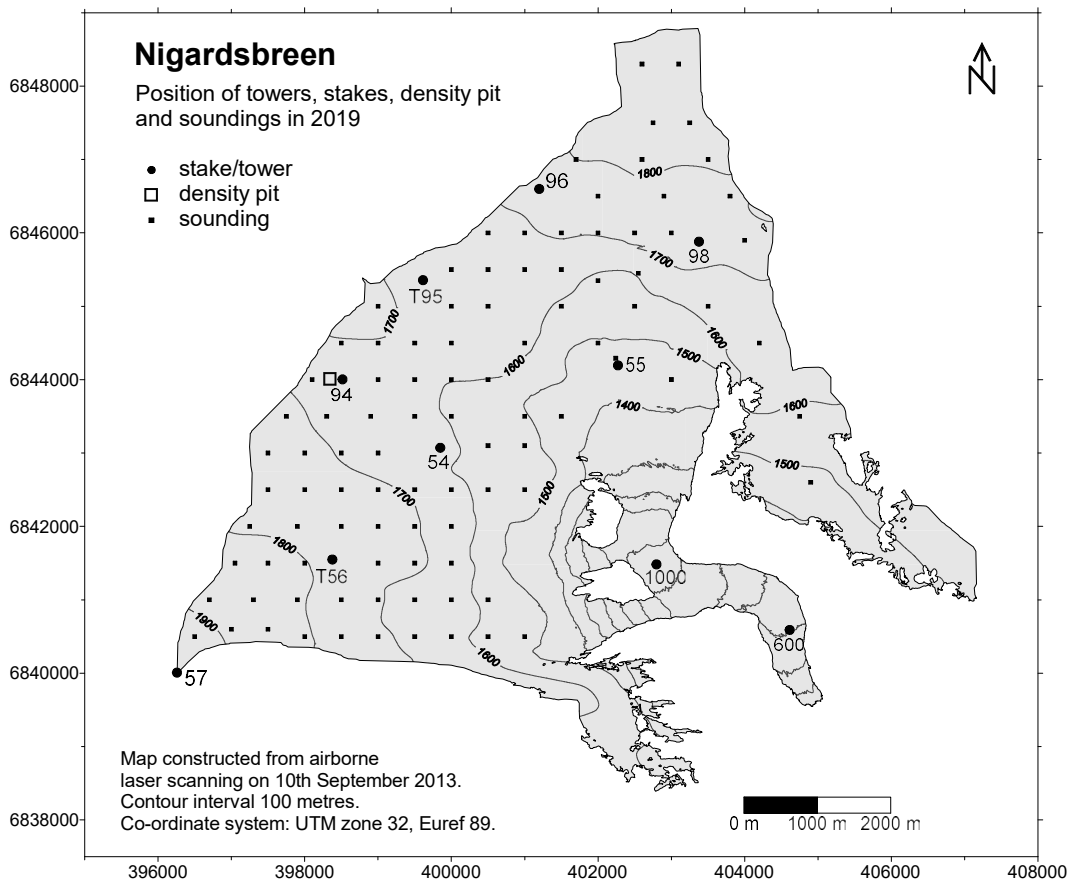 Nigardsbreen
Position of towers, stakes, density pit
and soundings in 2019
stake/tower
density pit
sounding
N
6848000
6846000
6844000
6842000
6840000
6838000
1800
96
98
1700
T95
1700
1600
1600
1500
55
94
1400
1600
54
1500
1700
1500
1800
T56
1000
1900
600
1600
57
Map constructed from airborne
laser scanning on 10th September 2013.
Contour interval 100 metres.
Co-ordinate system: UTM zone 32, Euref 89.
0 m 1000 m 2000 m
396000 398000 400000 402000 404000 406000 408000